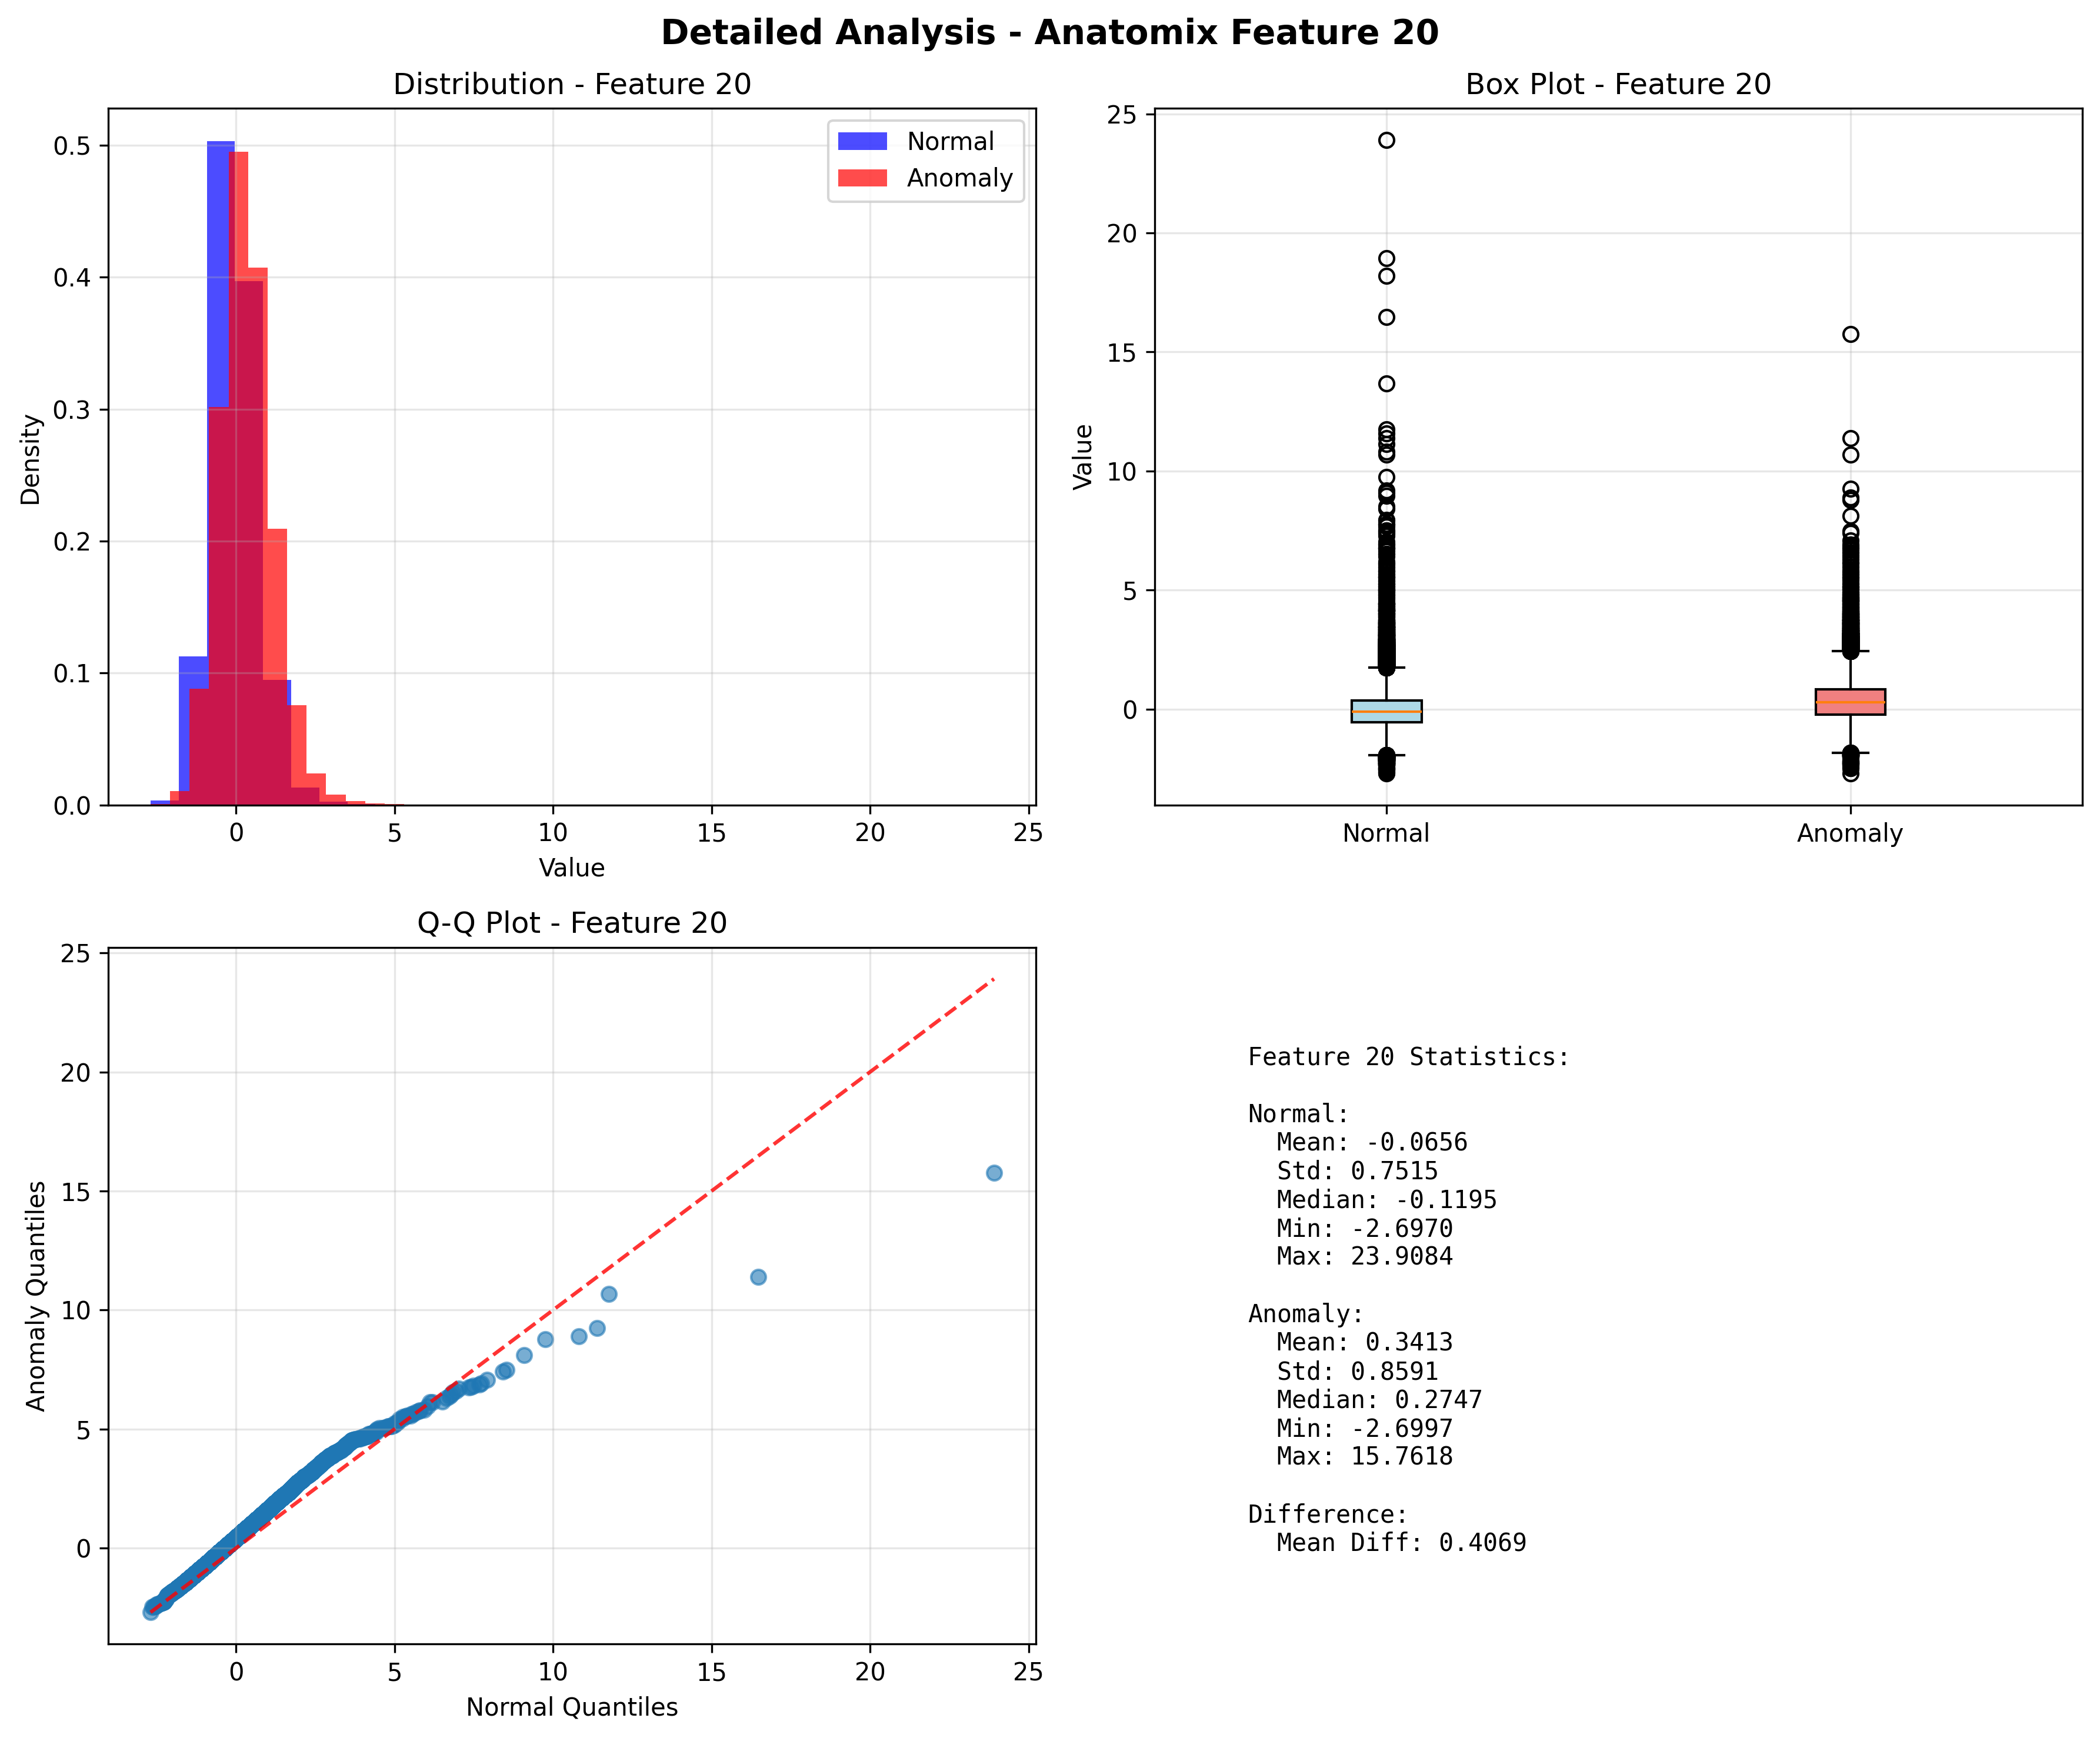 Detailed Analysis - Anatomix Feature 20
Distribution - Feature 20
Density
0.5
0.4
0.3
0.2
0.1
0.0
Normal
Anomaly
0 5 10 15 20 25
Value
Box Plot - Feature 20
Value
25
20
15
10
5
0
Normal Anomaly
Q-Q Plot - Feature 20
Anomaly Quantiles
25
20
15
10
5
0
0 5 10 15 20 25
Normal Quantiles
Feature 20 Statistics:
Normal:
Mean: -0.0656
Std: 0.7515
Median: -0.1195
Min: -2.6970
Max: 23.9084
Anomaly:
Mean: 0.3413
Std: 0.8591
Median: 0.2747
Min: -2.6997
Max: 15.7618
Difference:
Mean Diff: 0.4069